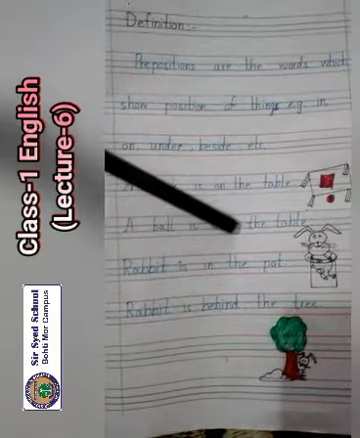 Class-1 English
(Lecture-6)
Sir Syed School
Bohti Mor Campus
Definition:-
Prepositions are the words which
show position of things e.g. in
on, under, beside etc.
is on the table
A ball is the table
Rabbit is in the pot.
Rabbit is behind the tree.